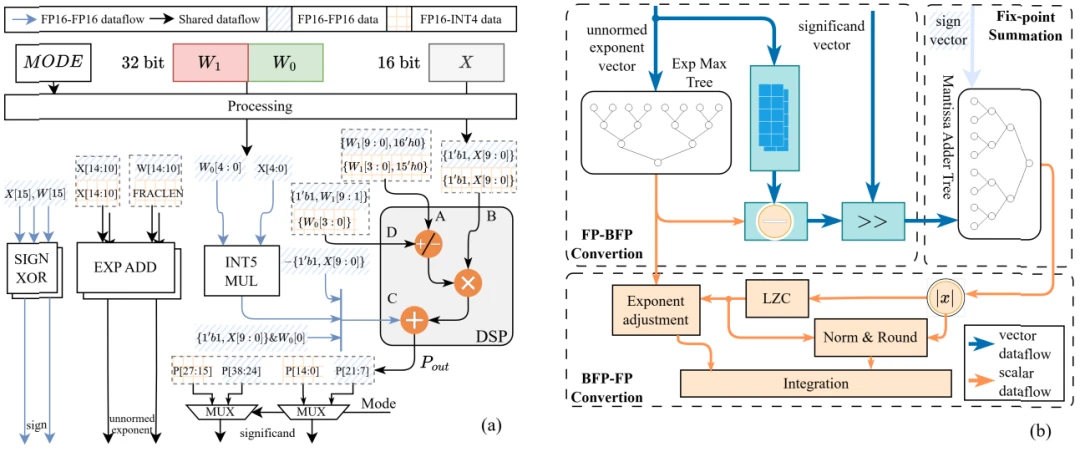 FP16-FP16 dataflow
Shared dataflow
FP16-FP16 data
FP16-INT4 data
MODE
32 bit
W1
W0
16 bit
X
Processing
X[15], W[15]
X[14:10]
X[14:10]
W[14:10]
FRACLEN
W0[4 : 0]
X[4:0]
{W1[9 : 0], 16'h0}
{W1[3 : 0], 15'h0}
{1'b1, X[9 : 0]}
{1'b1, X[9 : 0]}
{1'b1, W1[9 : 1]}
{W0[3 : 0]}
A
B
D
SIGN
XOR
EXP ADD
INT5
MUL
−{1'b1, X[9 : 0]}
C
{1'b1, X[9 : 0]}&W0[0]
DSP
Pout
P[27:15]
P[38:24]
P[14:0]
P[21:7]
MUX
MUX
Mode
sign
unnormed
exponent
significand
(a)
unnormed
exponent
vector
Exp Max
Tree
significand
vector
sign
vector
Fix-point
Summation
Mantissa Adder Tree
>>
FP-BFP
Convertion
Exponent
adjustment
LZC
|x|
Norm & Round
Integration
BFP-FP
Convertion
vector
dataflow
scalar
dataflow
(b)